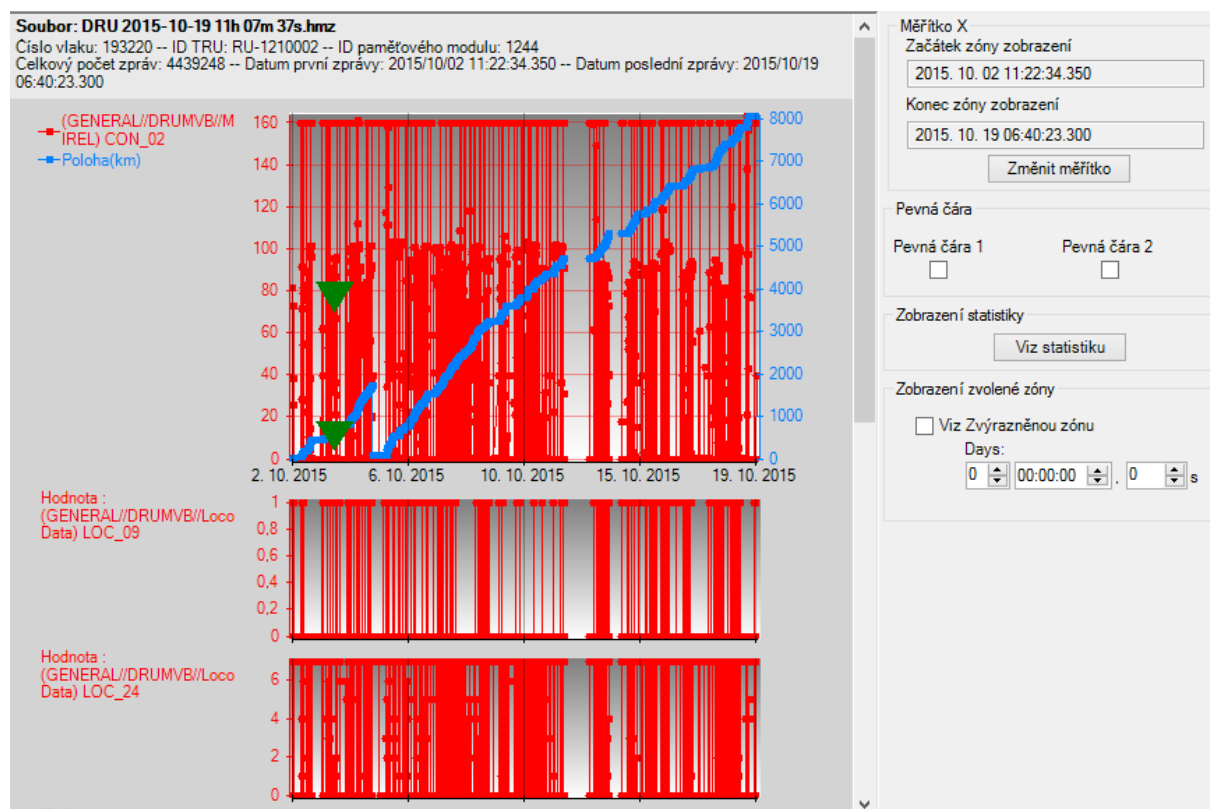 Soubor: DRU 2015-10-19 11h 07m 37s.hmz
Číslo vlaku: 193220 -- ID TRU: RU-1210002 -- ID paměťového modulu: 1244
Celkový počet zpráv: 4439248 -- Datum první zprávy: 2015/10/02 11:22:34.350 -- Datum poslední zprávy: 2015/10/19
06:40:23.300
(GENERAL//DRUMVB//M
IREL) CON_02
Poloha(km)
160
140
120
100
80
60
40
20
0
8000
7000
6000
5000
4000
3000
2000
1000
0
2. 10. 2015
6. 10. 2015
10. 10. 2015
15. 10. 2015
19. 10. 2015
Hodnota :
(GENERAL//DRUMVB//Loco
Data) LOC_09
1
0,8
0,6
0,4
0,2
0
Hodnota :
(GENERAL//DRUMVB//Loco
Data) LOC_24
6
4
2
0
Měřítko X
Začátek zóny zobrazení
2015. 10. 02 11:22:34.350
Konec zóny zobrazení
2015. 10. 19 06:40:23.300
Změnit měřítko
Pevná čára
Pevná čára 1 Pevná čára 2
Zobrazení statistiky
Viz statistiku
Zobrazení zvolené zóny
Viz Zvýrazněnou zónu
Days:
0 00:00:00 . 0 s